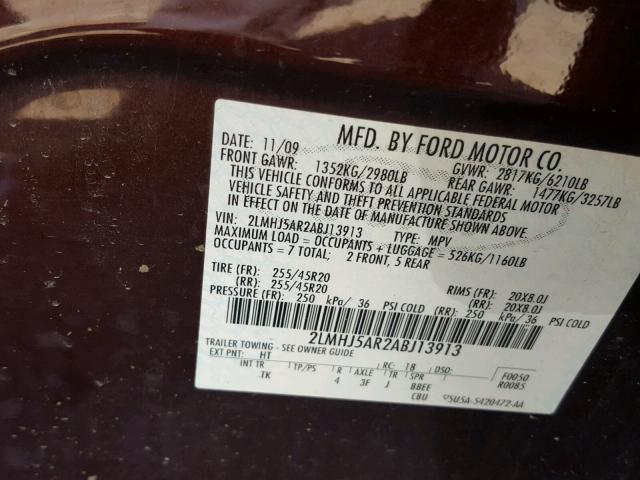 MFD. BY FORD MOTOR CO.
DATE: 11/09 GVWR: 2817KG/6210LB
FRONT GAWR: 1352KG/2980LB REAR GAWR: 1477KG/3257LB
THIS VEHICLE CONFORMS TO ALL APPLICABLE FEDERAL MOTOR
VEHICLE SAFETY AND THEFT PREVENTION STANDARDS
IN EFFECT ON THE DATE OF MANUFACTURE SHOWN ABOVE.
VIN: 2LMHJ5AR2ABJ13913 TYPE: MPV
MAXIMUM LOAD = OCCUPANTS + LUGGAGE = 526KG/1160LB
OCCUPANTS = 7 TOTAL; 2 FRONT, 5 REAR
TIRE (FR): 255/45R20 RIMS (FR): 20X8.0J
(RR): 255/45R20 (RR): 20X8.0J
PRESSURE (FR): 250 kPa/ 36 PSI COLD (RR): 250 kPa/ 36 PSI COLD
2LMHJ5AR2ABJ13913
TRAILER TOWING - SEE OWNER GUIDE
EXT PNT: HT RC: 18 DSO: F0050
R0085
INT TR TP/PS R AXLE TR SPR
TK 4 3F J BBEE
CBU 5U5A-5420472-AA